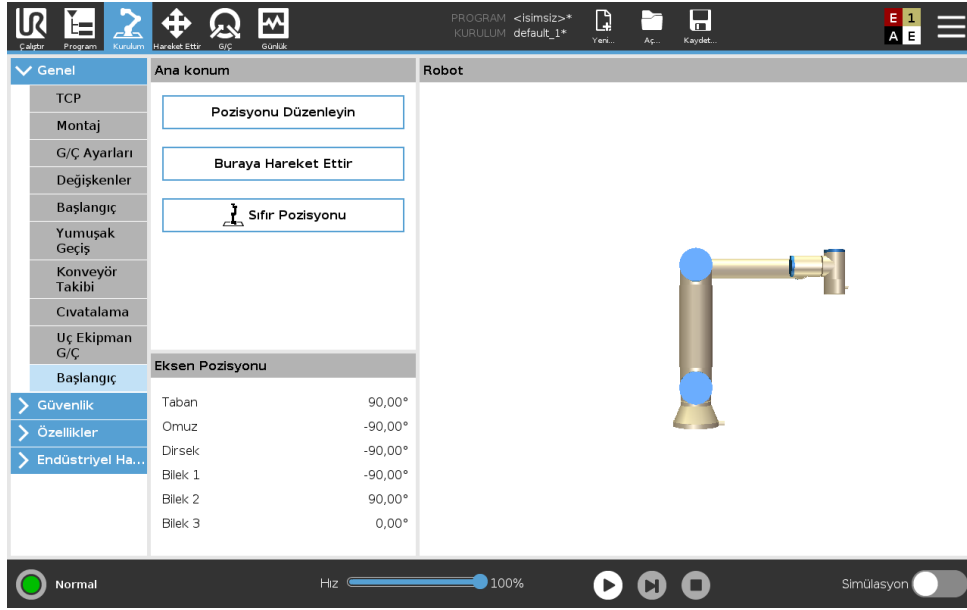 UR
PROGRAM <isimsiz>*
KURULUM default_1*
E 1
A E
Çalıştır Program Kurulum Hareket Ettir G/Ç Günlük Yeni... Aç... Kaydet...
Genel
TCP
Montaj
G/Ç Ayarları
Değişkenler
Başlangıç
Yumuşak
Geçiş
Konveyör
Takibi
Cıvatalama
Uç Ekipman
G/Ç
Başlangıç
Güvenlik
Özellikler
Endüstriyel Ha...
Ana konum
Pozisyonu Düzenleyin
Buraya Hareket Ettir
Sıfır Pozisyonu
Eksen Pozisyonu
Taban 90,00°
Omuz -90,00°
Dirsek -90,00°
Bilek 1 -90,00°
Bilek 2 90,00°
Bilek 3 0,00°
Robot
Normal
Hız 100%
Simülasyon